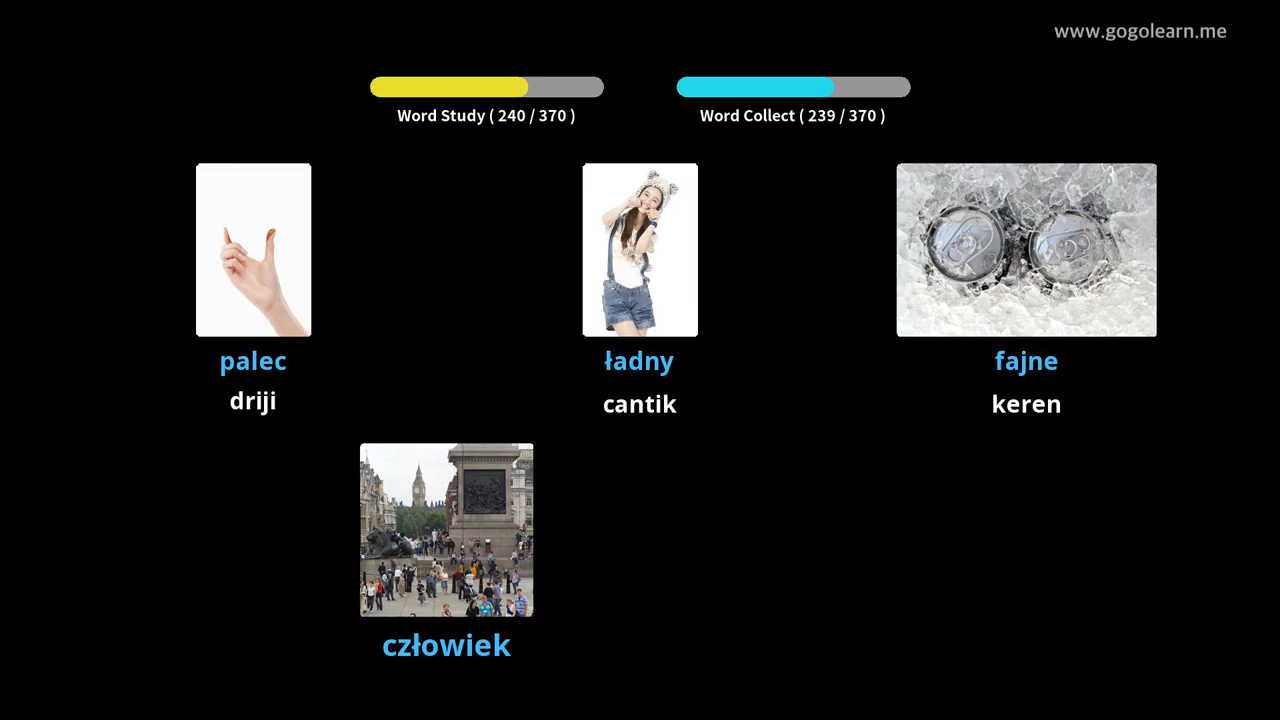 www.gogolearn.me
Word Study ( 240 / 370 )
Word Collect ( 239 / 370 )
palec
ładny
fajne
driji
cantik
keren
człowiek